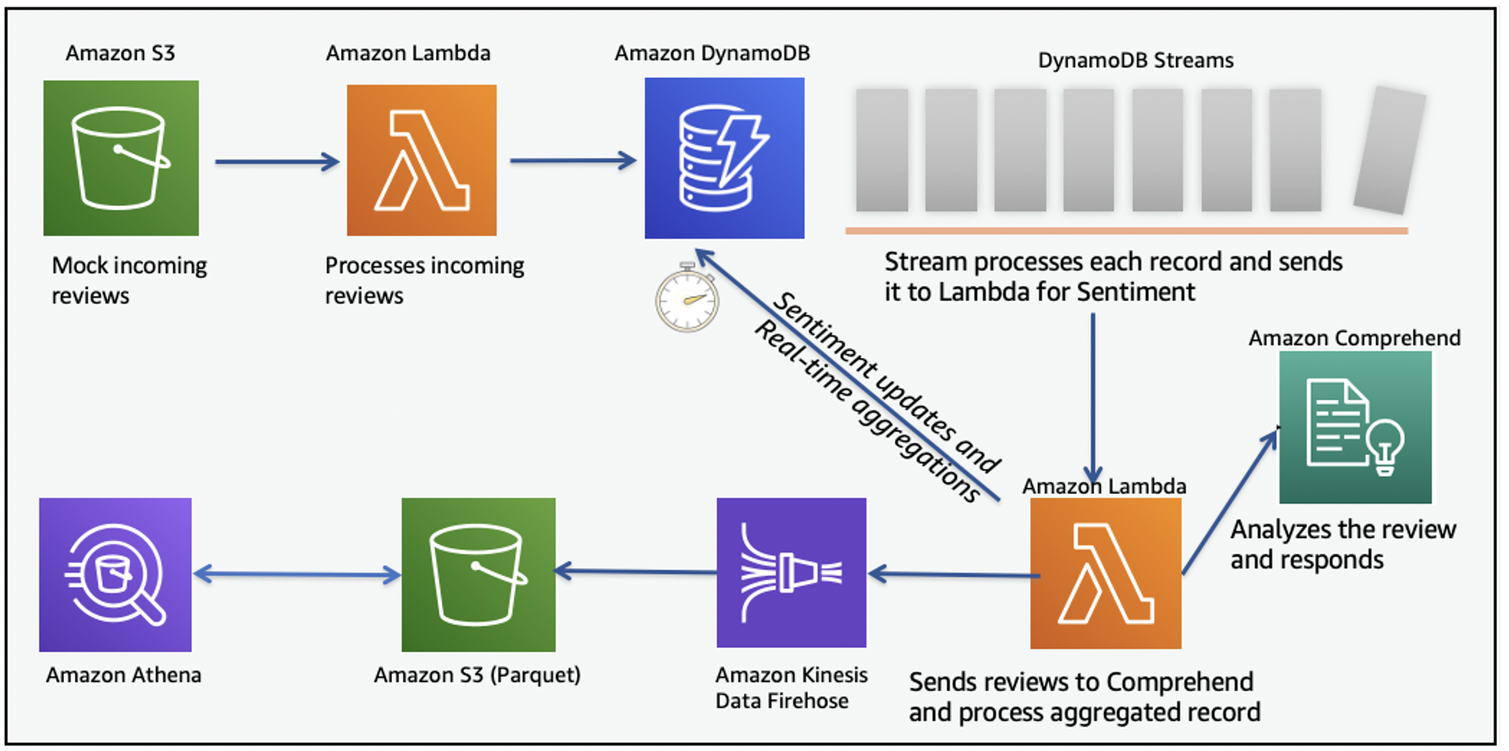 Amazon S3
Amazon Lambda
Amazon DynamoDB
DynamoDB Streams
Mock incoming
reviews
Processes incoming
reviews
Stream processes each record and sends
it to Lambda for Sentiment
Sentiment updates and
Real-time aggregations
Amazon Comprehend
Analyzes the review
and responds
Amazon Lambda
Sends reviews to Comprehend
and process aggregated record
Amazon Athena
Amazon S3 (Parquet)
Amazon Kinesis
Data Firehose